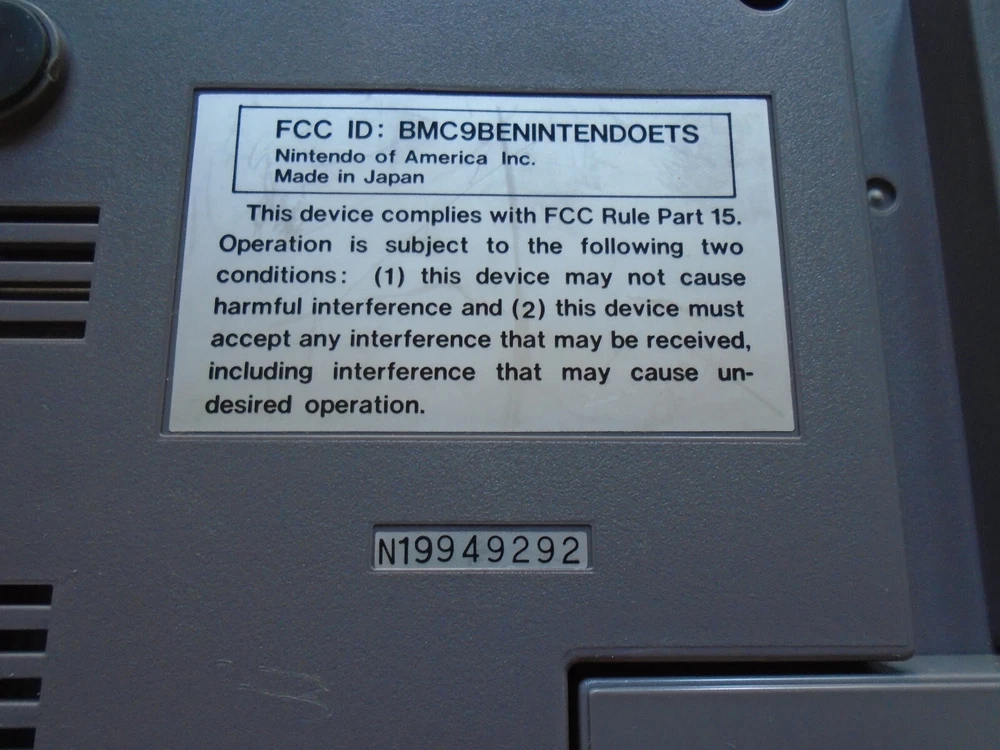 FCC ID: BMC9BENINTENDOETS
Nintendo of America Inc.
Made in Japan
This device complies with FCC Rule Part 15.
Operation is subject to the following two
conditions: (1) this device may not cause
harmful interference and (2) this device must
accept any interference that may be received,
including interference that may cause un-
desired operation.
N19949292